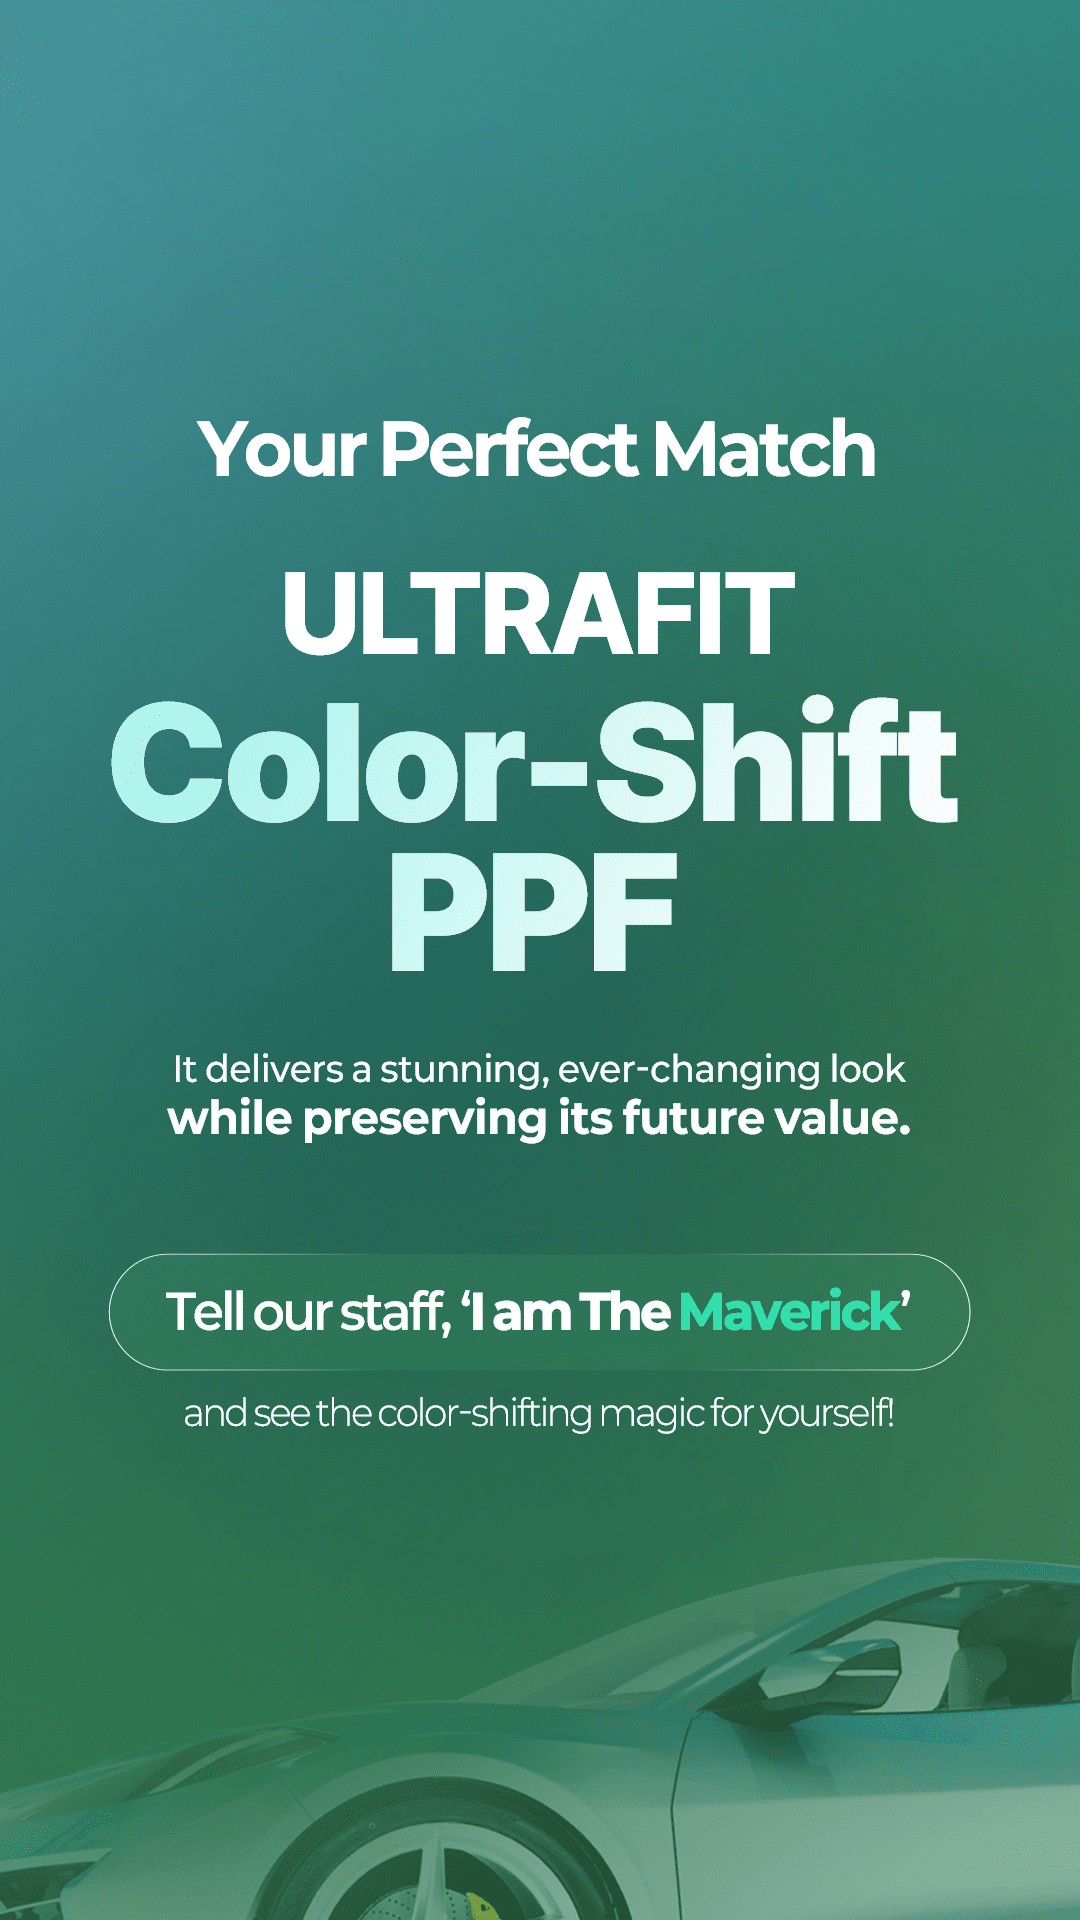 Your Perfect Match
ULTRAFIT
Color-Shift
PPF
It delivers a stunning, ever-changing look
while preserving its future value.
Tell our staff, ‘I am The Maverick’
and see the color-shifting magic for yourself!